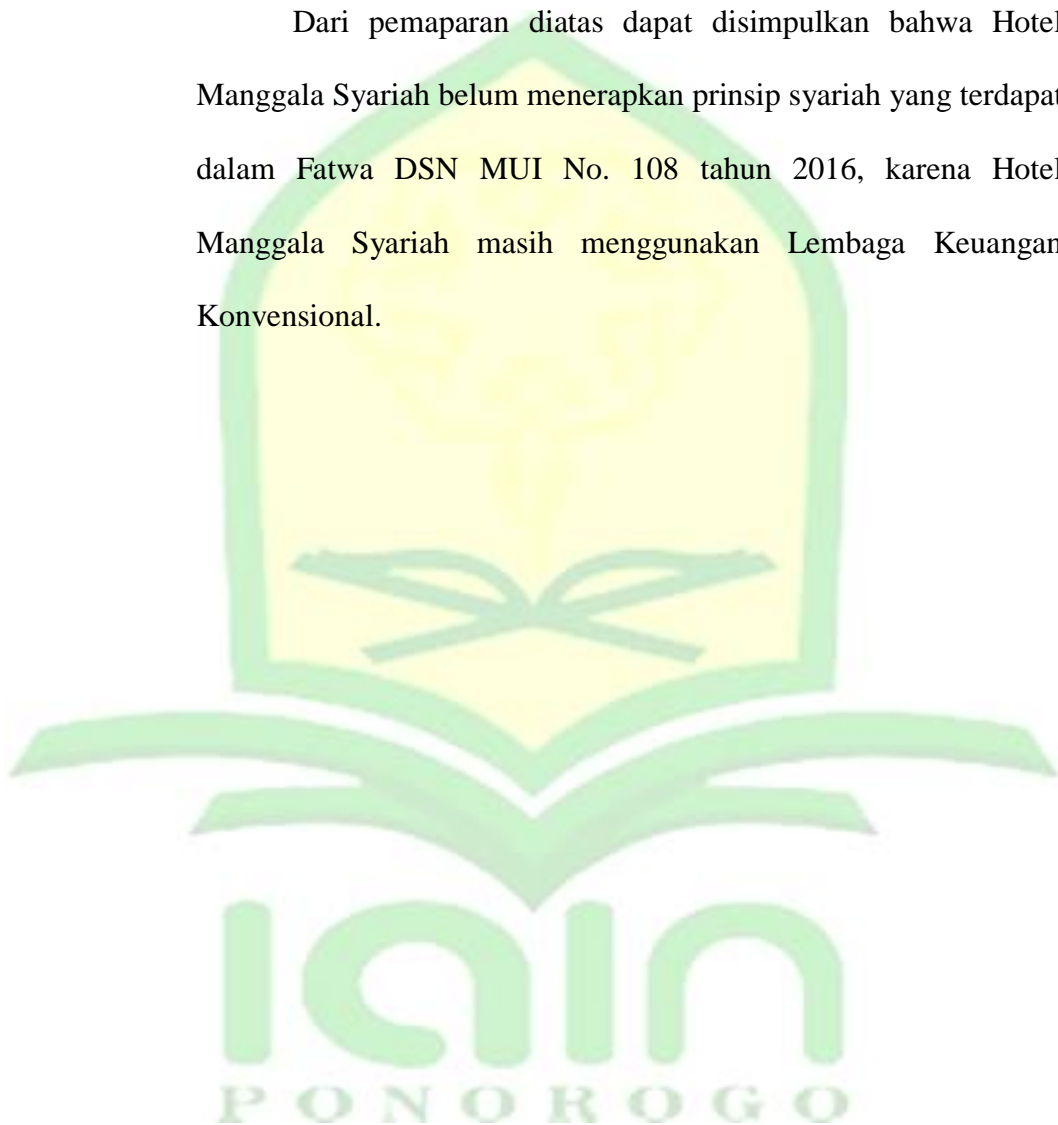 Dari pemaparan diatas dapat disimpulkan bahwa Hotel
Manggala Syariah belum menerapkan prinsip syariah yang terdapat
dalam Fatwa DSN MUI No. 108 tahun 2016, karena Hotel
Manggala Syariah masih menggunakan Lembaga Keuangan
Konvensional.
IAIN
PONOROGO